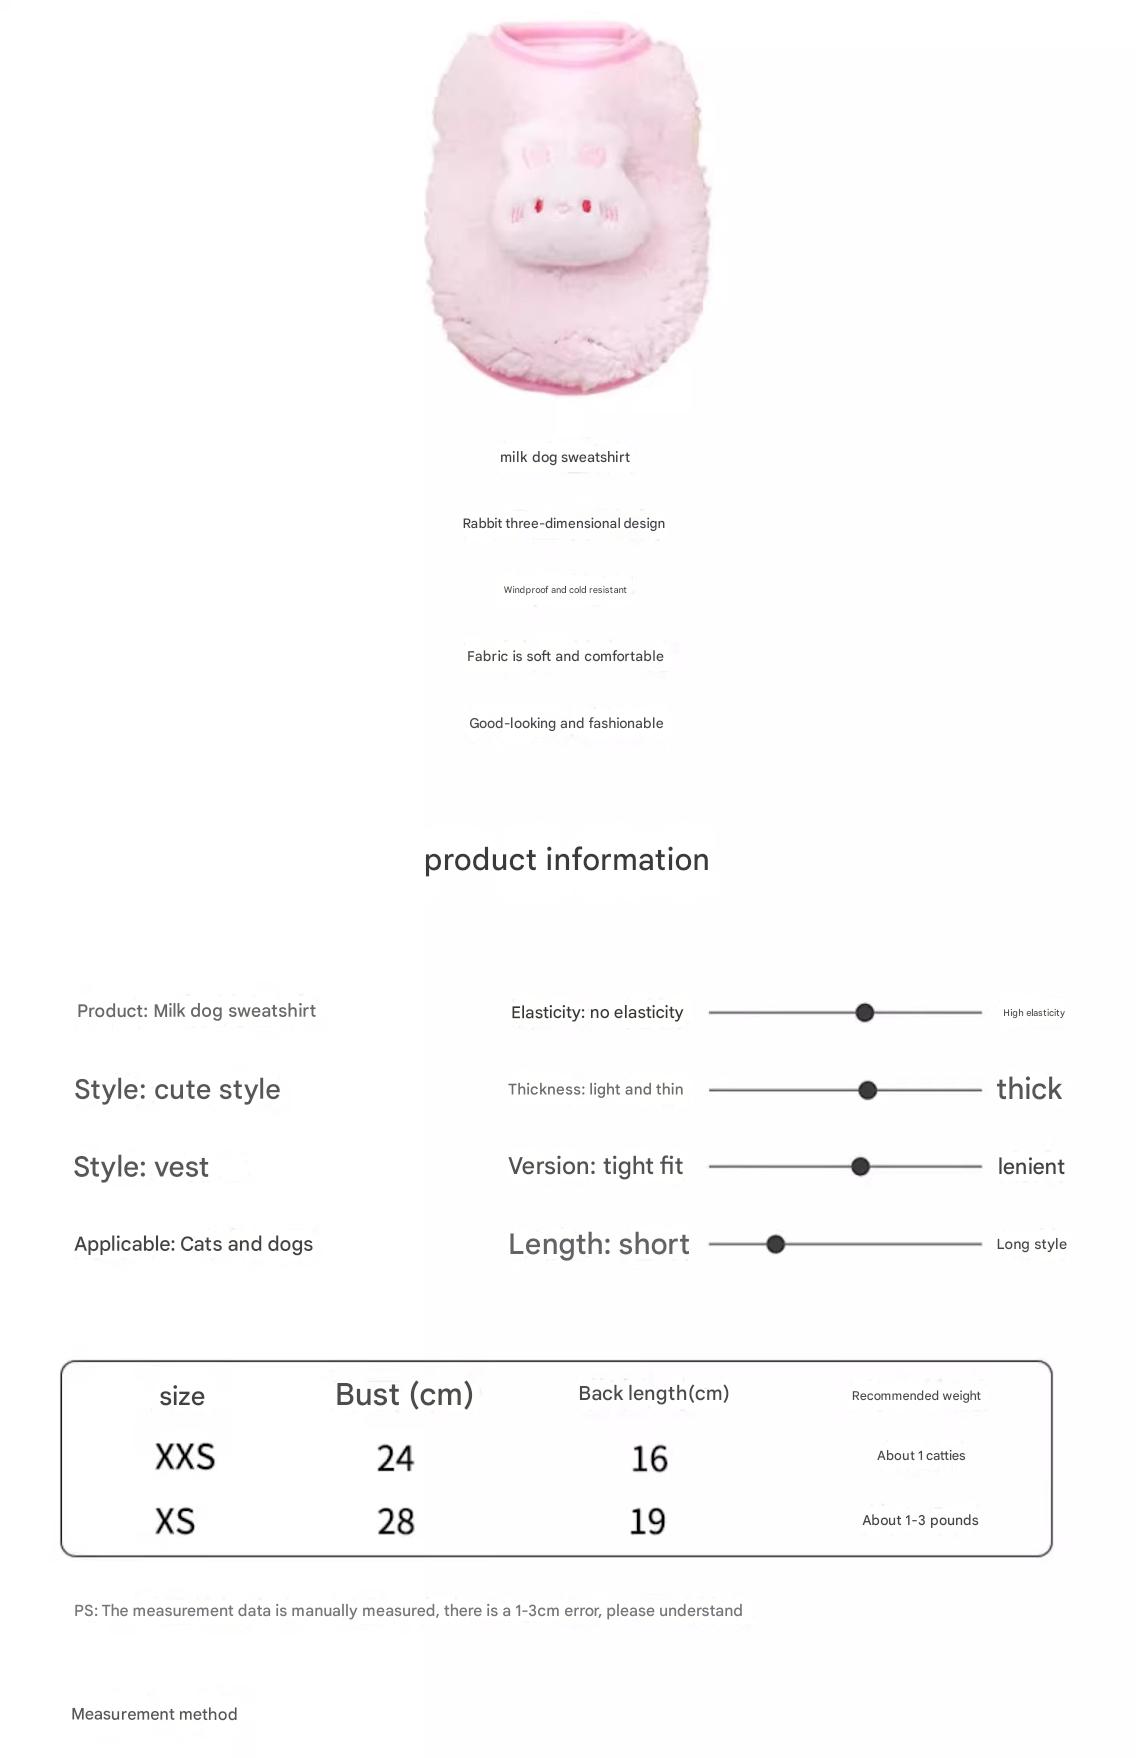 milk dog sweatshirt
Rabbit three-dimensional design
Windproof and cold resistant
Fabric is soft and comfortable
Good-looking and fashionable
product information
Product: Milk dog sweatshirt
Elasticity: no elasticity High elasticity
Style: cute style
Thickness: light and thin thick
Style: vest
Version: tight fit lenient
Applicable: Cats and dogs
Length: short Long style
size Bust (cm) Back length(cm) Recommended weight
XXS 24 16 About 1 catties
XS 28 19 About 1-3 pounds
PS: The measurement data is manually measured, there is a 1-3cm error, please understand
Measurement method